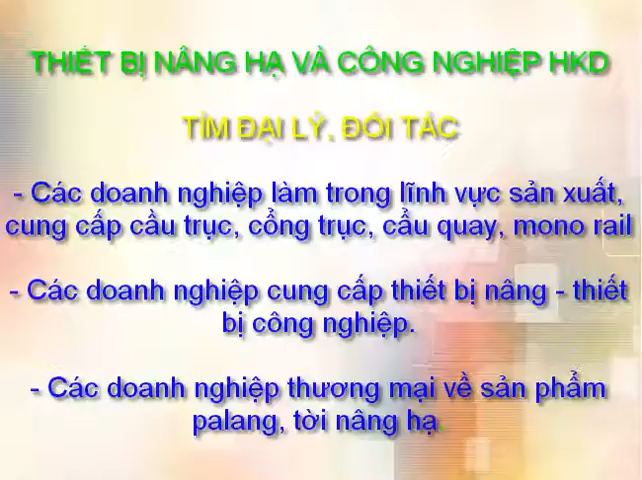 THIẾT BỊ NÂNG HẠ VÀ CÔNG NGHIỆP HKD
TÌM ĐẠI LÝ, ĐỐI TÁC
- Các doanh nghiệp làm trong lĩnh vực sản xuất,
cung cấp cầu trục, cổng trục, cẩu quay, mono rail
- Các doanh nghiệp cung cấp thiết bị nâng - thiết
bị công nghiệp.
- Các doanh nghiệp thương mại về sản phẩm
palang, tời nâng hạ.